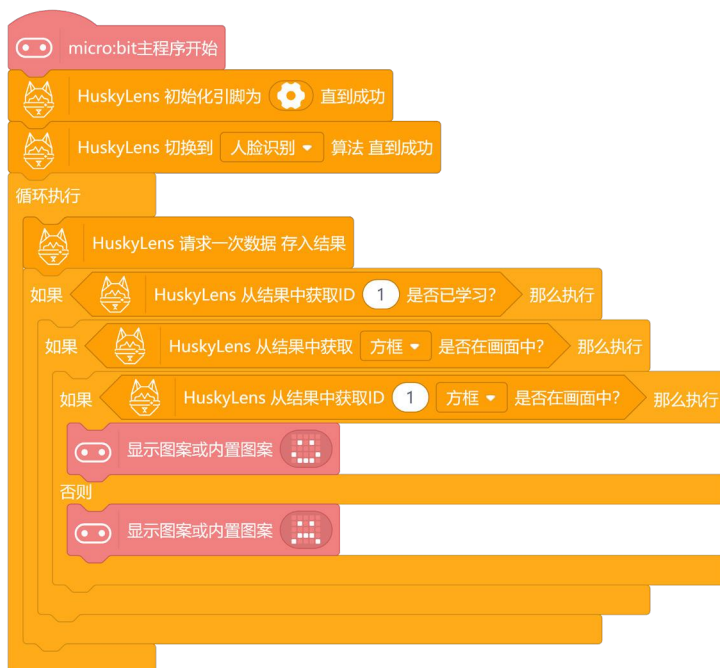 micro:bit主程序开始
HuskyLens 初始化引脚为 直到成功
HuskyLens 切换到 人脸识别 算法 直到成功
循环执行
HuskyLens 请求一次数据 存入结果
如果 HuskyLens 从结果中获取ID 1 是否已学习? 那么执行
如果 HuskyLens 从结果中获取 方框 是否在画面中? 那么执行
如果 HuskyLens 从结果中获取ID 1 方框 是否在画面中? 那么执行
显示图案或内置图案
否则
显示图案或内置图案